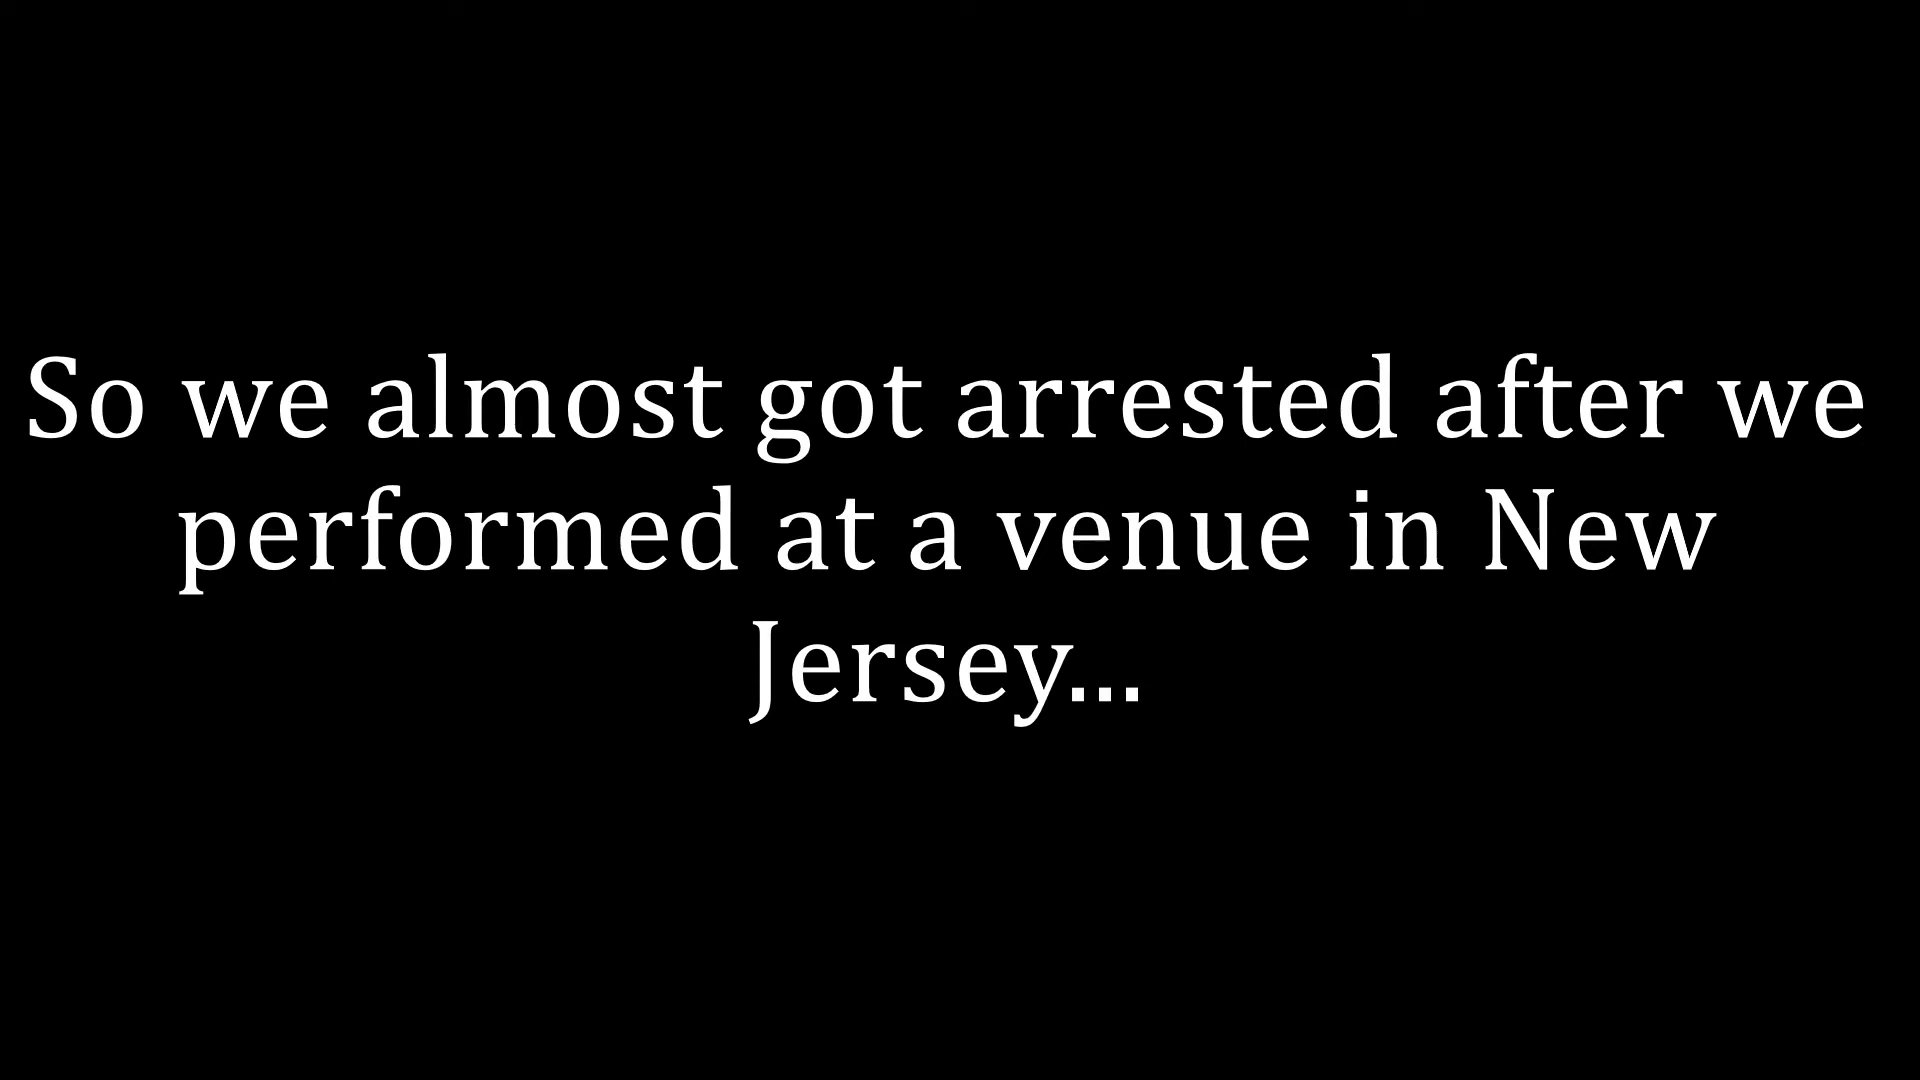 So we almost got arrested after we
performed at a venue in New
Jersey...